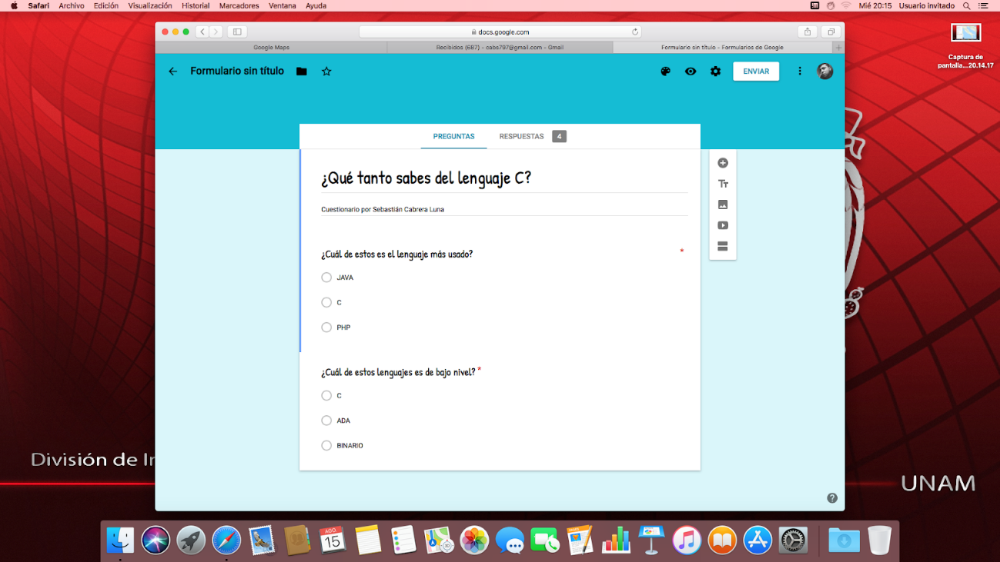 Safari Archivo Edición Visualización Historial Marcadores Ventana Ayuda Mié 20:15 Usuario invitado
docs.google.com
Google Maps Recibidos (687) - cabs797@gmail.com - Gmail Formulario sin título - Formularios de Google
Captura de
pantalla...20.14.17
Formulario sin título ENVIAR
PREGUNTAS RESPUESTAS 4
¿Qué tanto sabes del lenguaje C?
Cuestionario por Sebastián Cabrera Luna
¿Cuál de estos es el lenguaje más usado? *
JAVA
C
PHP
¿Cuál de estos lenguajes es de bajo nivel? *
C
ADA
BINARIO
División de In
UNAM
AGO.
15